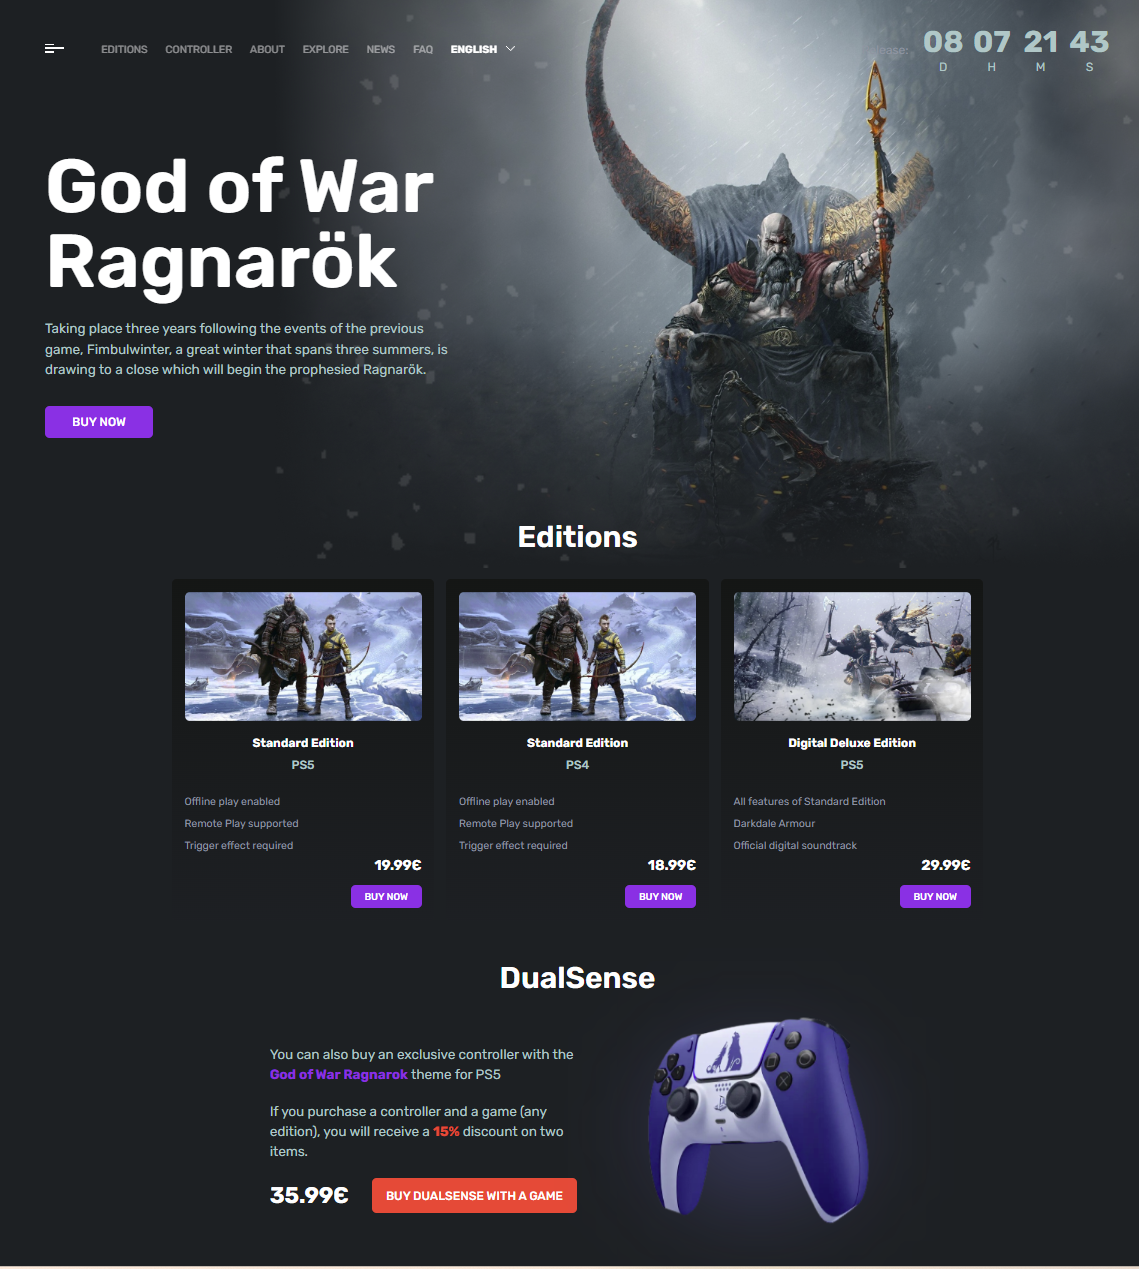 EDITIONS CONTROLLER ABOUT EXPLORE NEWS FAQ ENGLISH
08 07 21 43
D H M S
God of War
Ragnarök
Taking place three years following the events of the previous
game, Fimbulwinter, a great winter that spans three summers, is
drawing to a close which will begin the prophesied Ragnarök.
BUY NOW
Editions
Standard Edition
PS5
Offline play enabled
Remote Play supported
Trigger effect required
19.99€
BUY NOW
Standard Edition
PS4
Offline play enabled
Remote Play supported
Trigger effect required
18.99€
BUY NOW
Digital Deluxe Edition
PS5
All features of Standard Edition
Darkdale Armour
Official digital soundtrack
29.99€
BUY NOW
DualSense
You can also buy an exclusive controller with the
God of War Ragnarok theme for PS5
If you purchase a controller and a game (any
edition), you will receive a 15% discount on two
items.
35.99€
BUY DUALSENSE WITH A GAME